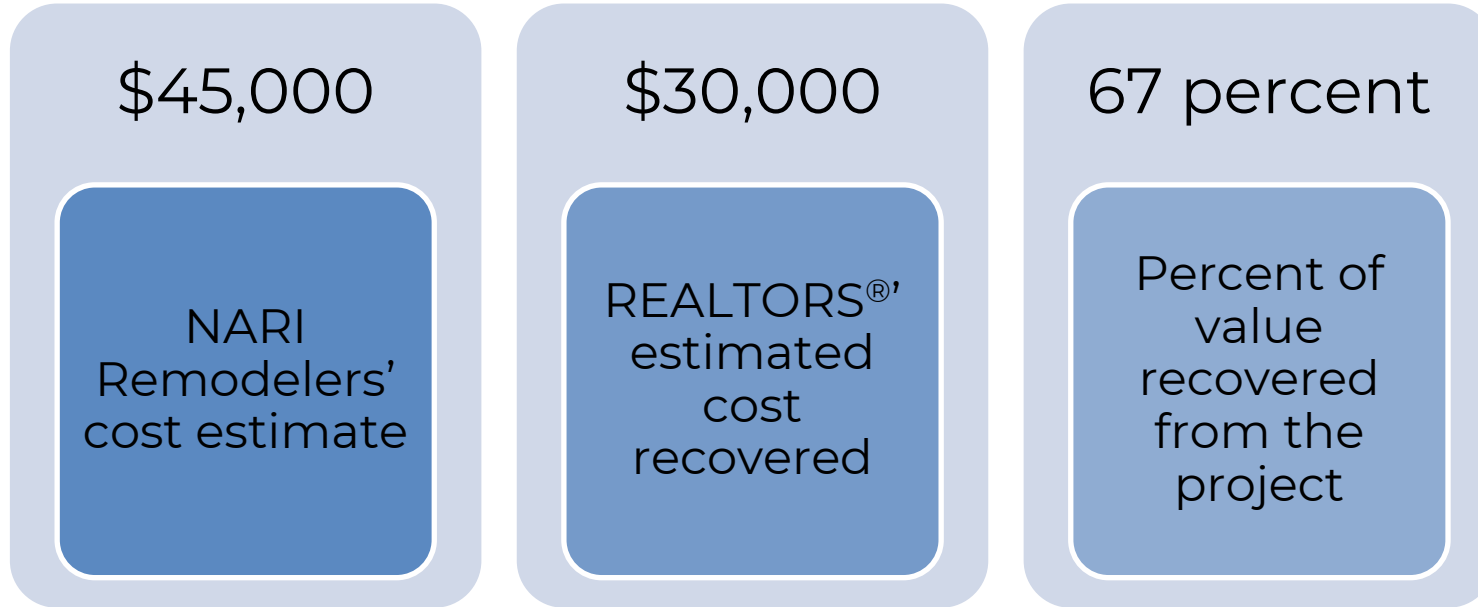 $45,000
NARI
Remodelers’
cost estimate
$30,000
REALTORS®’
estimated
cost
recovered
67 percent
Percent of
value
recovered
from the
project